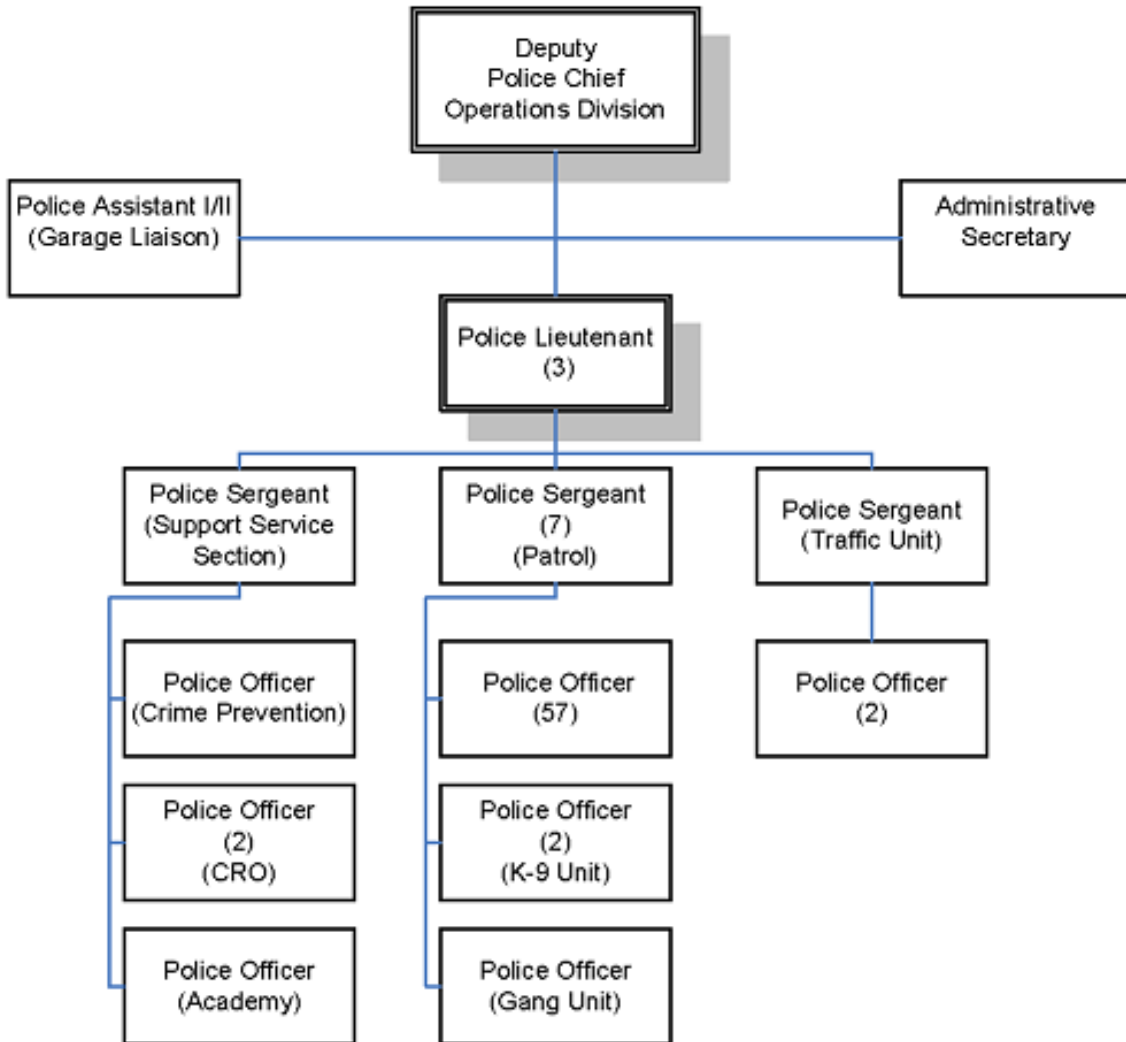 Deputy
Police Chief
Operations Division
Police Assistant I/II
(Garage Liaison)
Administrative
Secretary
Police Lieutenant
(3)
Police Sergeant
(Support Service
Section)
Police Sergeant
(7)
(Patrol)
Police Sergeant
(Traffic Unit)
Police Officer
(Crime Prevention)
Police Officer
(57)
Police Officer
(2)
Police Officer
(2)
(CRO)
Police Officer
(2)
(K-9 Unit)
Police Officer
(Academy)
Police Officer
(Gang Unit)